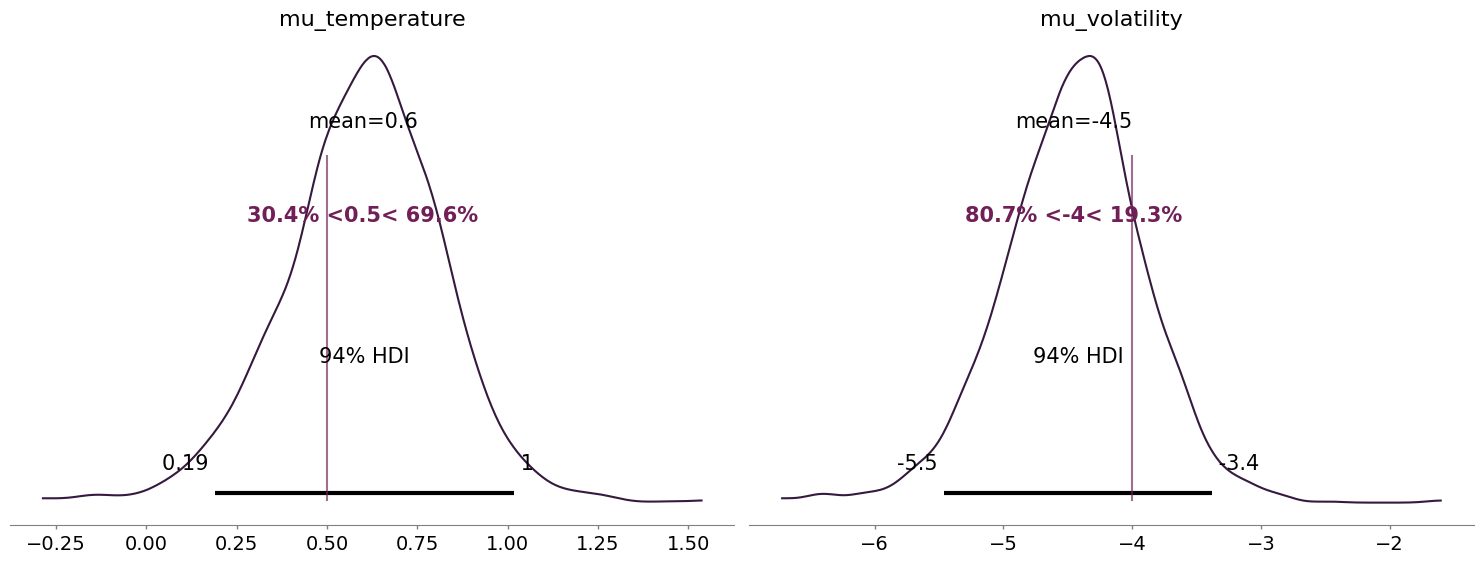 mu_temperature
mean=0.6
30.4% <0.5< 69.6%
94% HDI
0.19 1
−0.25 0.00 0.25 0.50 0.75 1.00 1.25 1.50
mu_volatility
mean=-4.5
80.7% <-4< 19.3%
94% HDI
-5.5 -3.4
−6 −5 −4 −3 −2